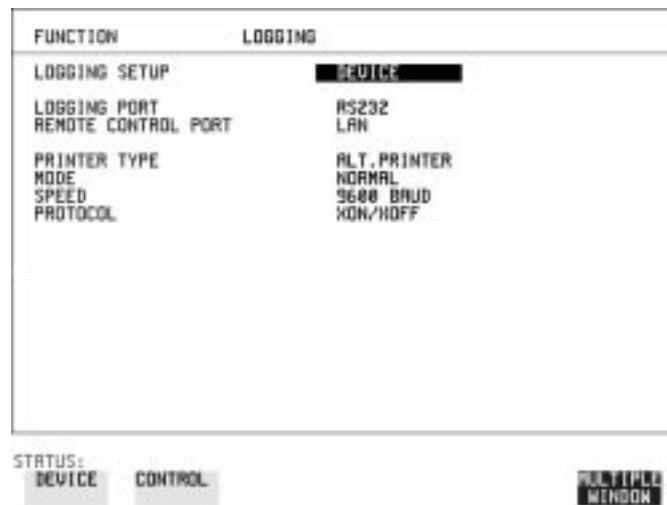 FUNCTION LOGGING
LOGGING SETUP DEVICE
LOGGING PORT RS232
REMOTE CONTROL PORT LAN
PRINTER TYPE ALT.PRINTER
MODE NORMAL
SPEED 9600 BAUD
PROTOCOL XON/XOFF
STATUS:
DEVICE CONTROL MULTIPLE
WINDOW